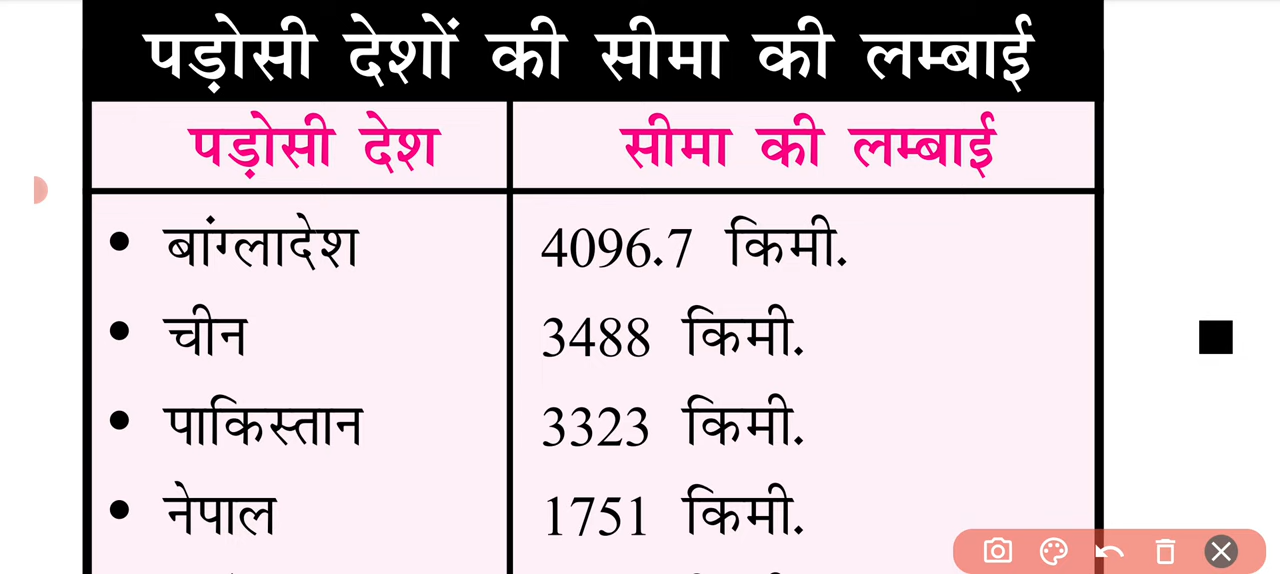 पड़ोसी देशों की सीमा की लम्बाई
पड़ोसी देश सीमा की लम्बाई
• बांग्लादेश 4096.7 किमी.
• चीन 3488 किमी.
• पाकिस्तान 3323 किमी.
• नेपाल 1751 किमी.